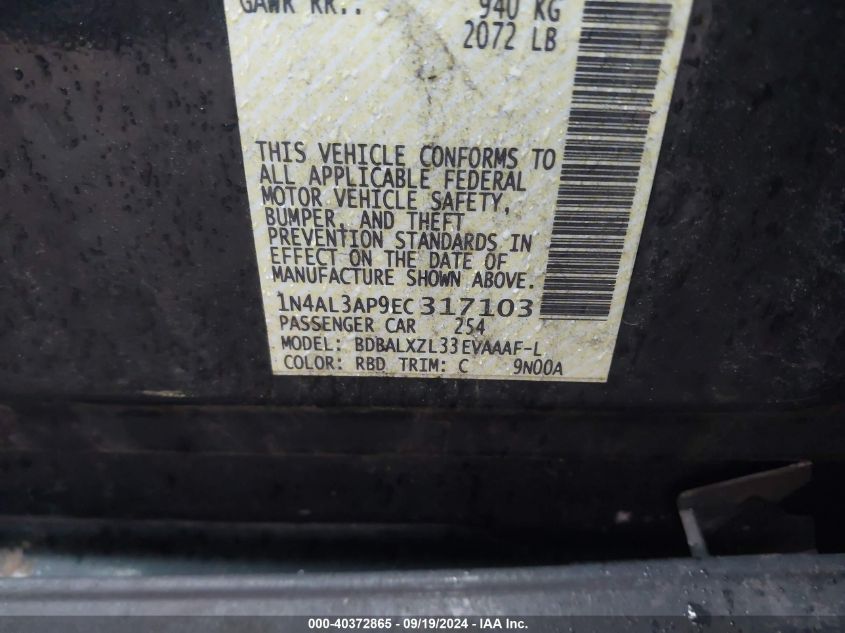 GAWR RR.: 940 KG
2072 LB
THIS VEHICLE CONFORMS TO
ALL APPLICABLE FEDERAL
MOTOR VEHICLE SAFETY,
BUMPER, AND THEFT
PREVENTION STANDARDS IN
EFFECT ON THE DATE OF
MANUFACTURE SHOWN ABOVE.
1N4AL3AP9EC317103
PASSENGER CAR 254
MODEL: BDBALXZL33EVAAAF-L
COLOR: RBD TRIM: C 9N00A
000-40372865 - 09/19/2024 - IAA Inc.